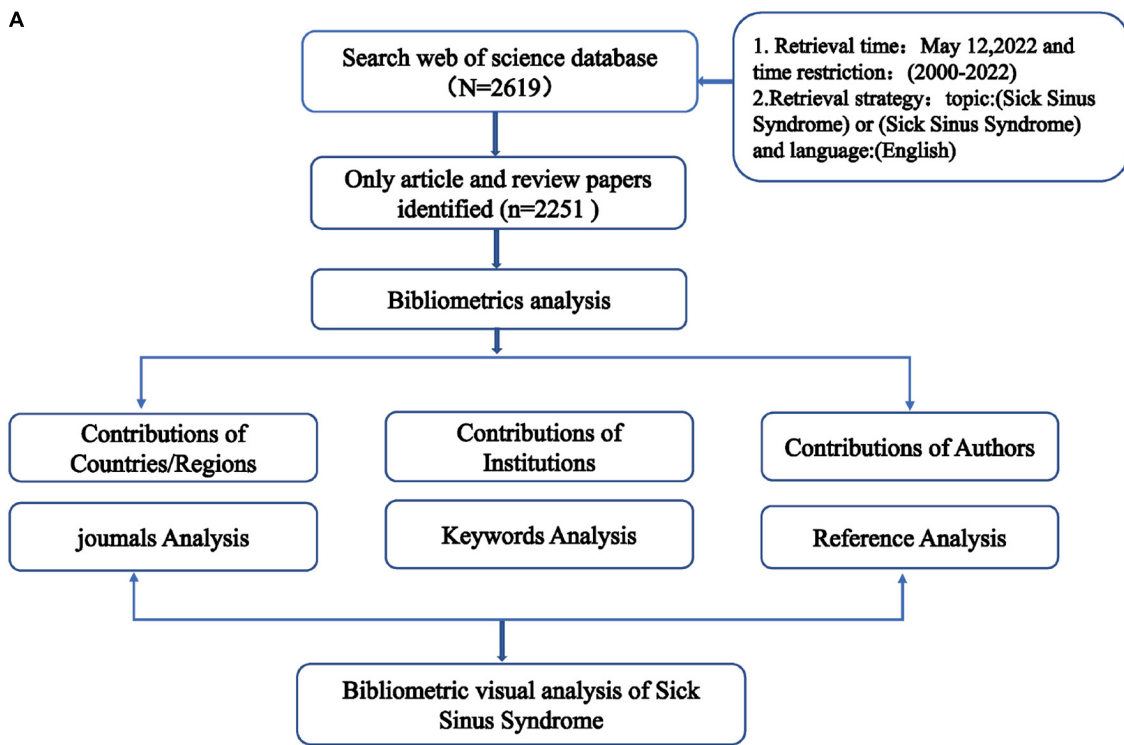 A
Search web of science database
（N=2619）
1. Retrieval time： May 12,2022 and
time restriction： (2000-2022)
2.Retrieval strategy： topic:(Sick Sinus
Syndrome) or (Sick Sinus Syndrome)
and language:(English)
Only article and review papers
identified (n=2251 )
Bibliometrics analysis
Contributions of
Countries/Regions
Contributions of
Institutions
Contributions of Authors
joumals Analysis
Keywords Analysis
Reference Analysis
Bibliometric visual analysis of Sick
Sinus Syndrome